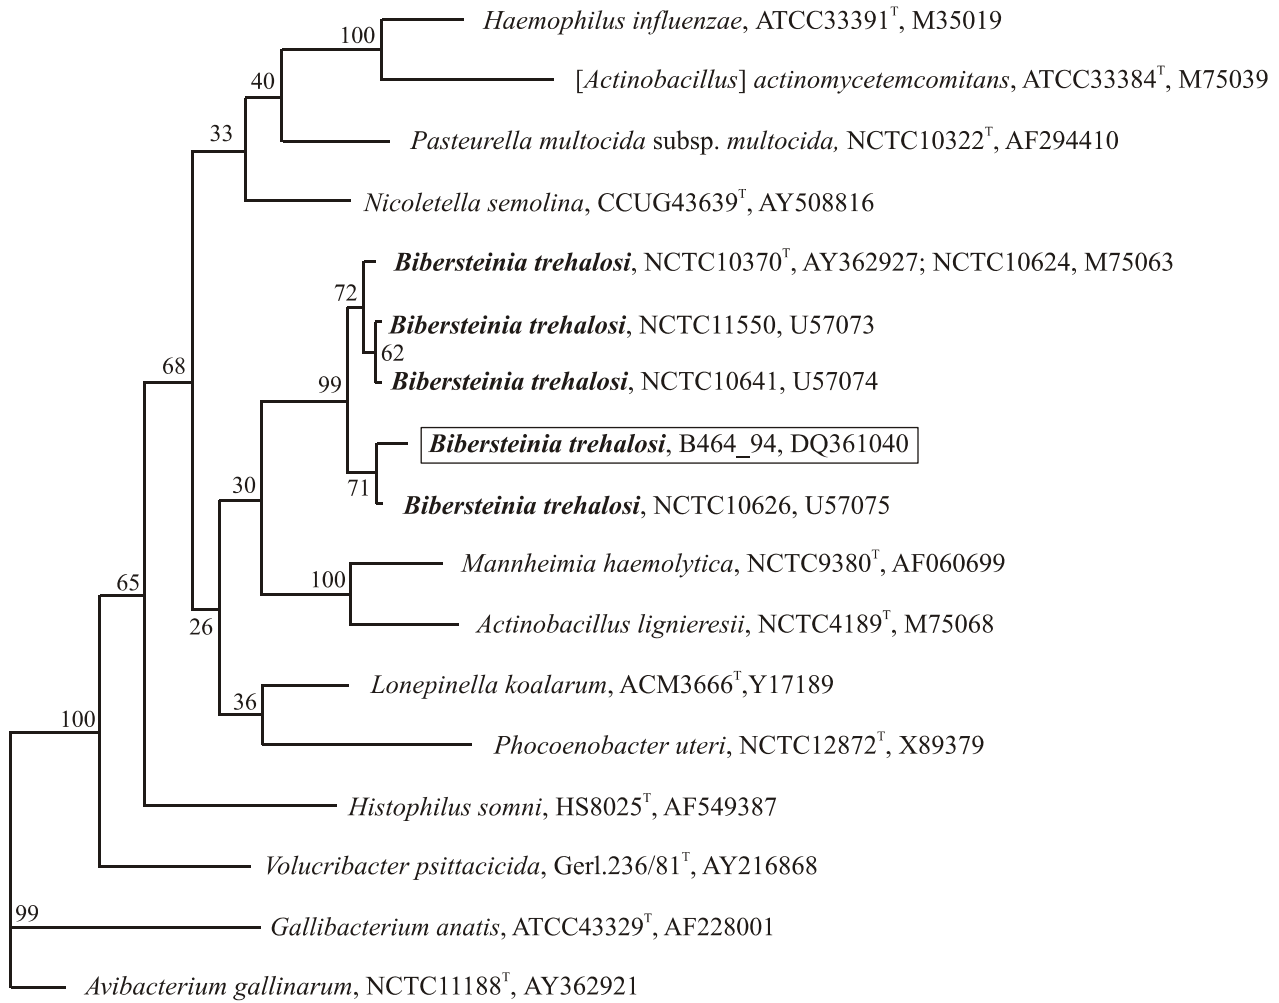 100 Haemophilus influenzae, ATCC33391ᵀ, M35019
40 [Actinobacillus] actinomycetemcomitans, ATCC33384ᵀ, M75039
33 Pasteurella multocida subsp. multocida, NCTC10322ᵀ, AF294410
Nicoletella semolina, CCUG43639ᵀ, AY508816
Bibersteinia trehalosi, NCTC10370ᵀ, AY362927; NCTC10624, M75063
72
Bibersteinia trehalosi, NCTC11550, U57073
62
68
99 Bibersteinia trehalosi, NCTC10641, U57074
Bibersteinia trehalosi, B464_94, DQ361040
30 71
Bibersteinia trehalosi, NCTC10626, U57075
Mannheimia haemolytica, NCTC9380ᵀ, AF060699
65 100
26 Actinobacillus lignieresii, NCTC4189ᵀ, M75068
Lonepinella koalarum, ACM3666ᵀ,Y17189
36
100
Phocoenobacter uteri, NCTC12872ᵀ, X89379
Histophilus somni, HS8025ᵀ, AF549387
Volucribacter psittacicida, Gerl.236/81ᵀ, AY216868
99 Gallibacterium anatis, ATCC43329ᵀ, AF228001
Avibacterium gallinarum, NCTC11188ᵀ, AY362921